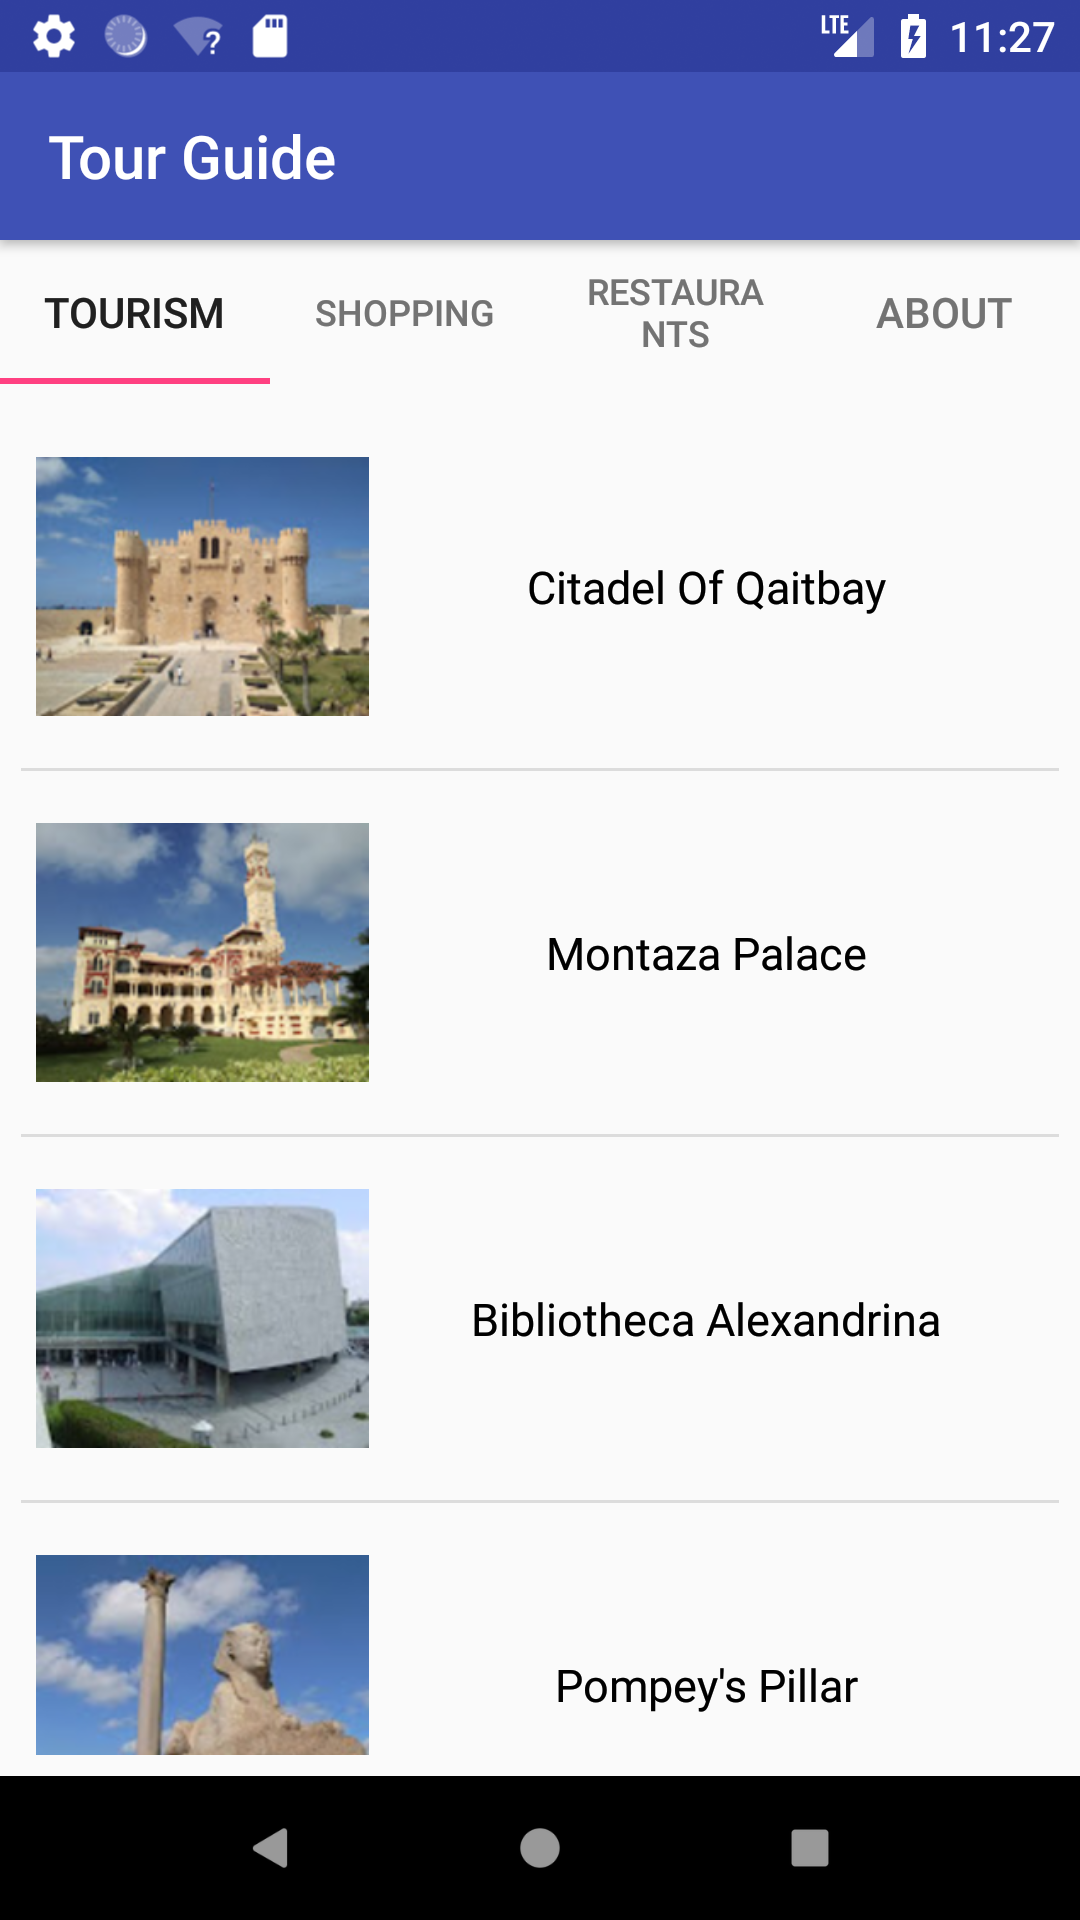 LTE 11:27
Tour Guide
TOURISM
SHOPPING
RESTAURA
NTS
ABOUT
Citadel Of Qaitbay
Montaza Palace
Bibliotheca Alexandrina
Pompey's Pillar